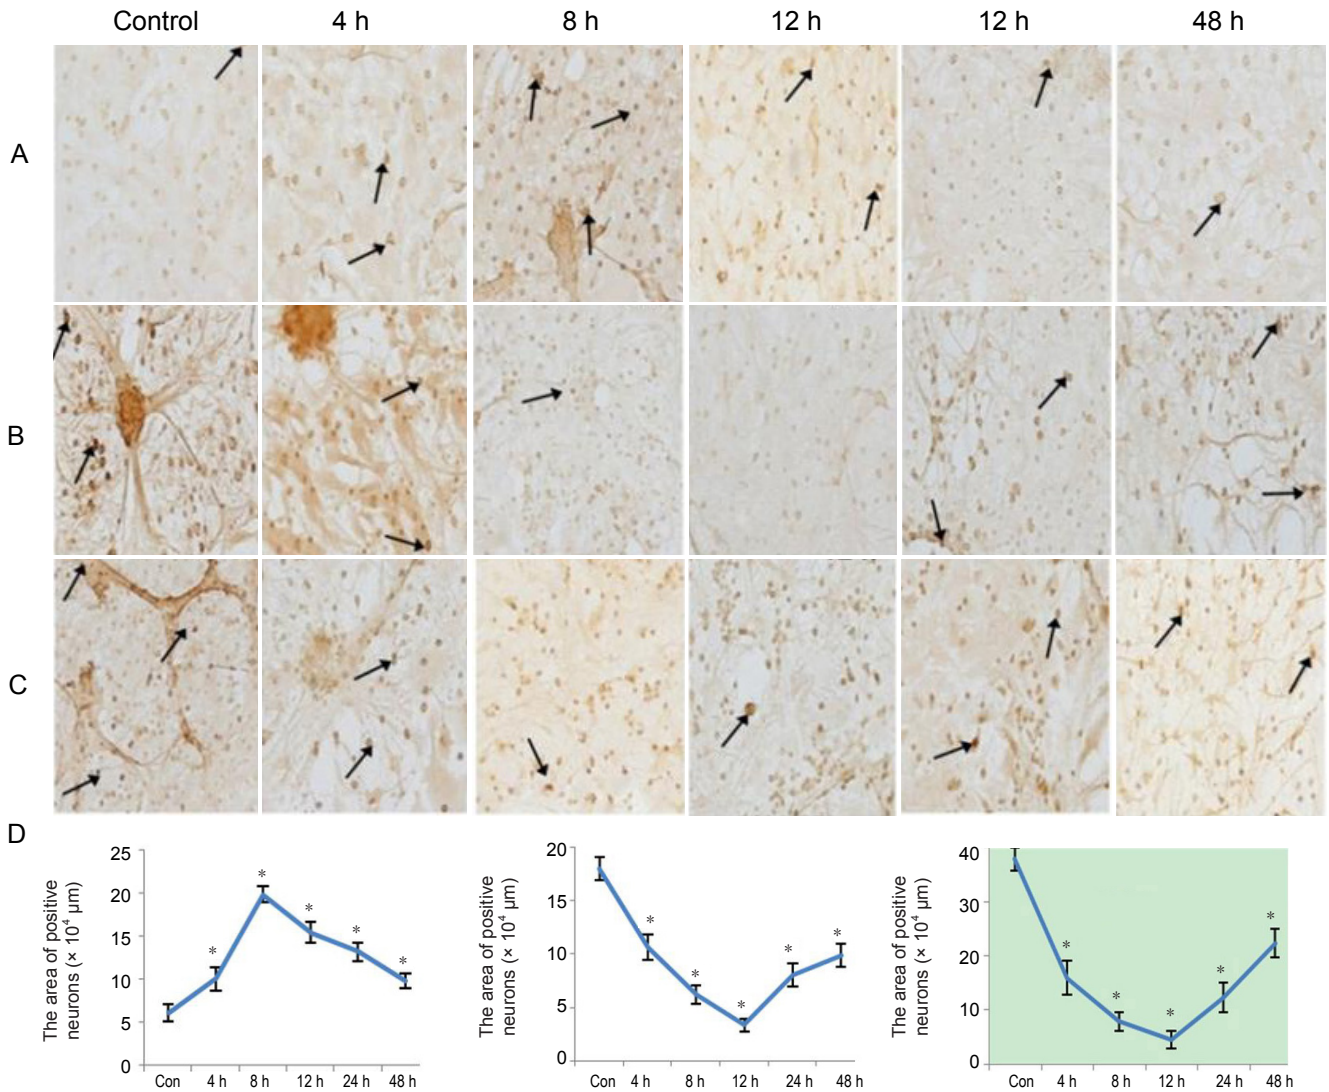 Control 4 h 8 h 12 h 12 h 48 h
A
B
C
D
25
20
15
10
5
0
The area of positive
neurons (× 10⁴ μm)
*
*
*
*
*
Con 4 h 8 h 12 h 24 h 48 h
20
15
10
5
0
The area of positive
neurons (× 10⁴ μm)
*
*
*
*
*
Con 4 h 8 h 12 h 24 h 48 h
40
30
20
10
0
The area of positive
neurons (× 10⁴ μm)
*
*
*
*
*
Con 4 h 8 h 12 h 24 h 48 h